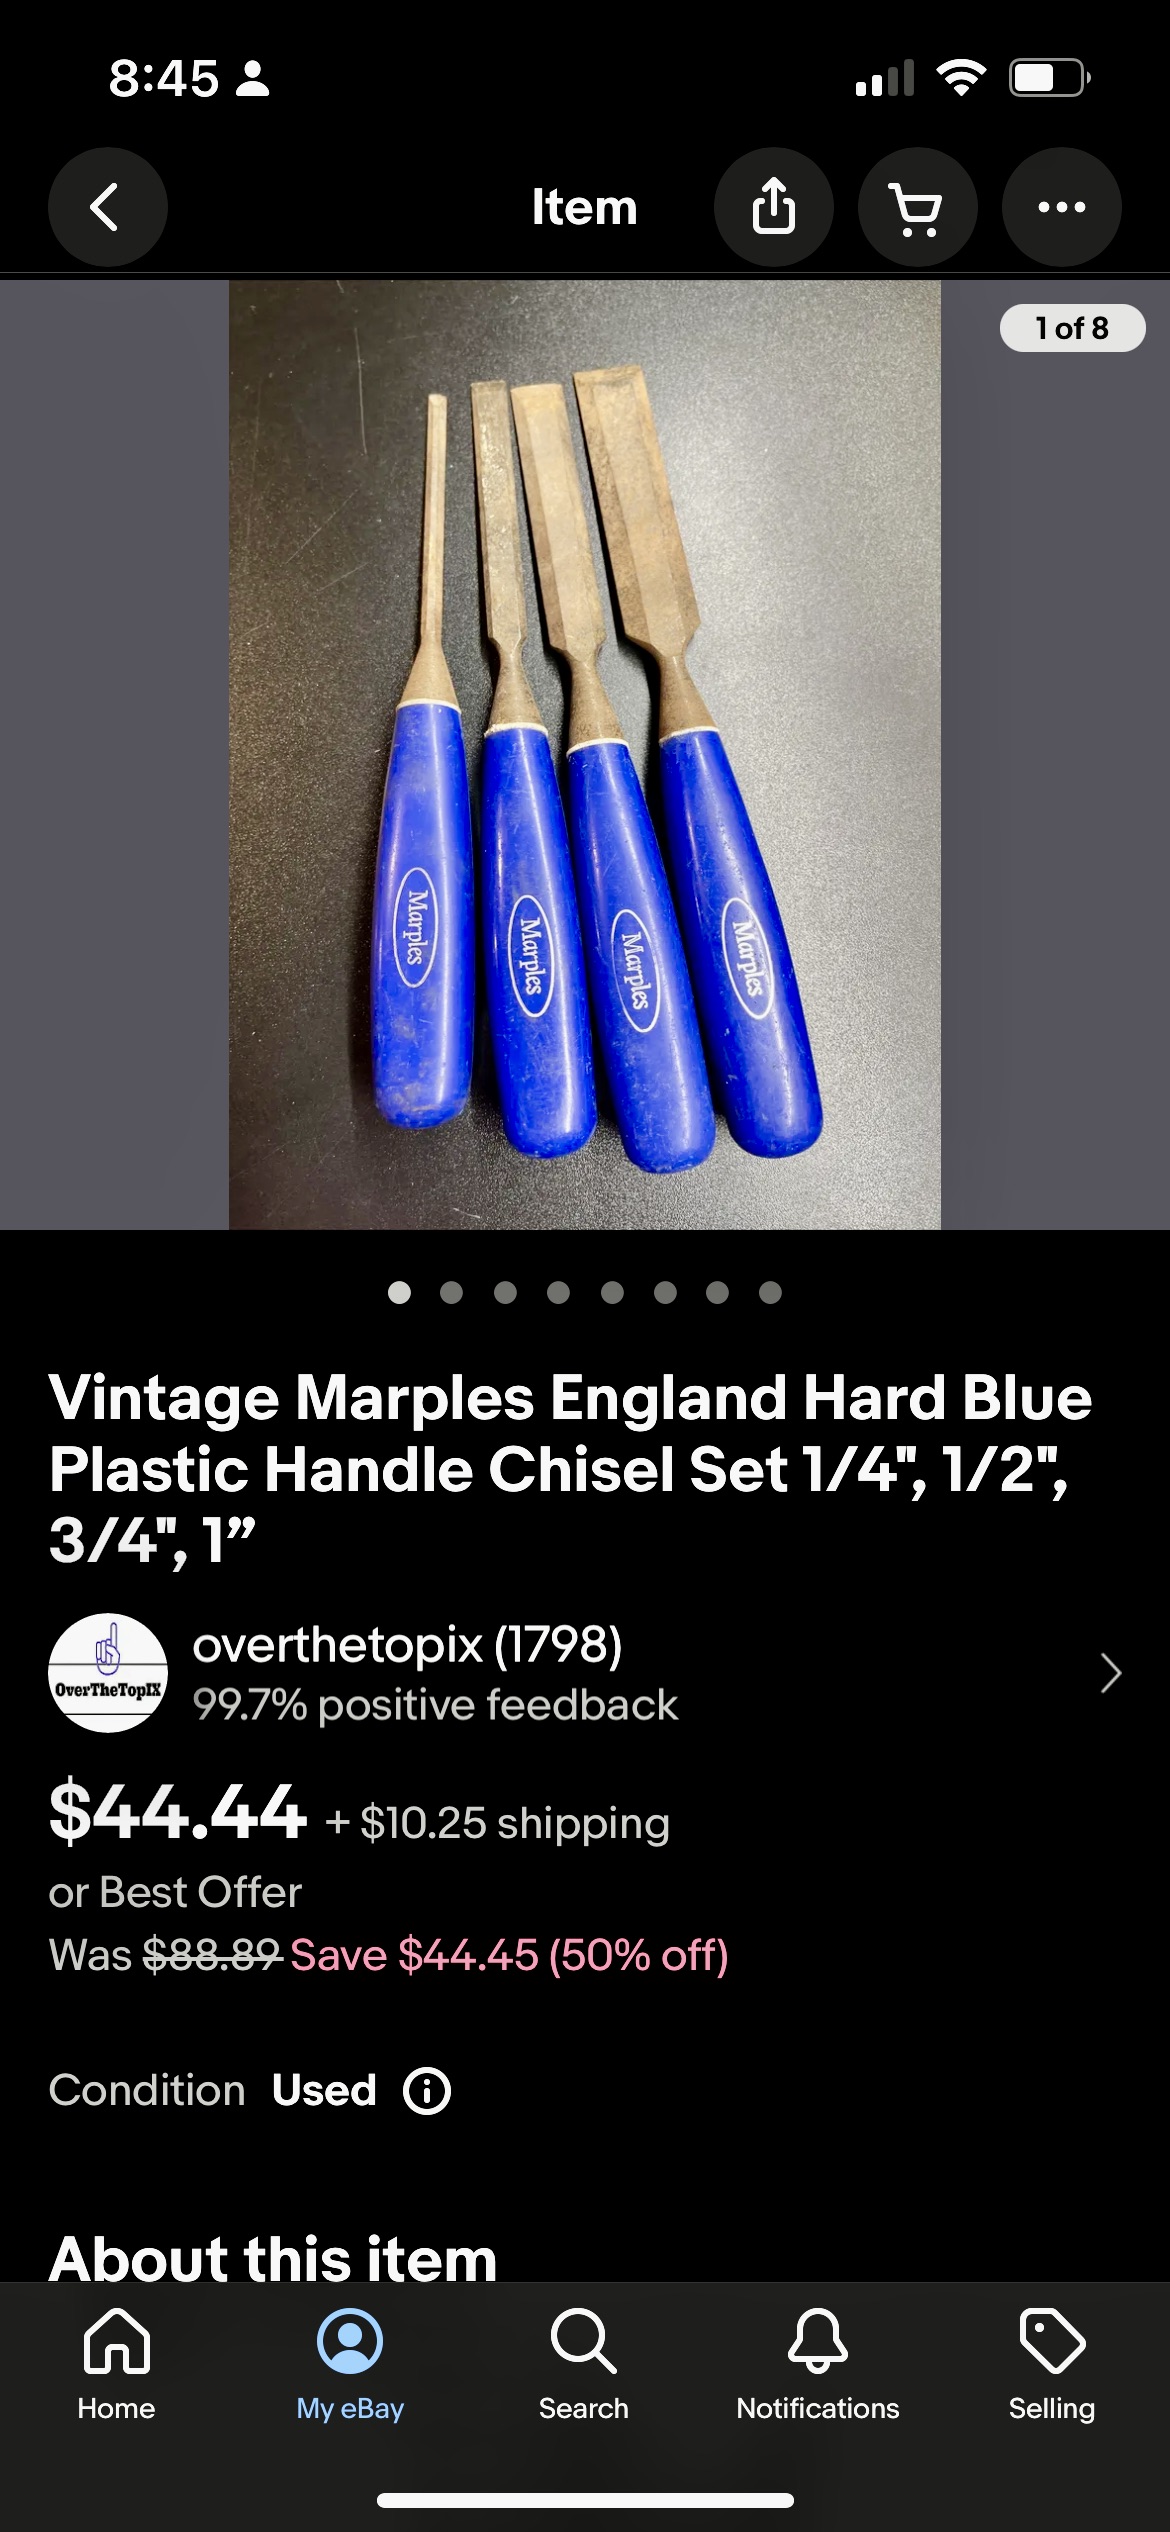 8:45
Item
1 of 8
Marples
Marples
Marples
Marples
Vintage Marples England Hard Blue
Plastic Handle Chisel Set 1/4", 1/2",
3/4", 1”
OverTheTopIX
overthetopix (1798)
99.7% positive feedback
$44.44 + $10.25 shipping
or Best Offer
Was $88.89 Save $44.45 (50% off)
Condition Used
About this item
Home
My eBay
Search
Notifications
Selling